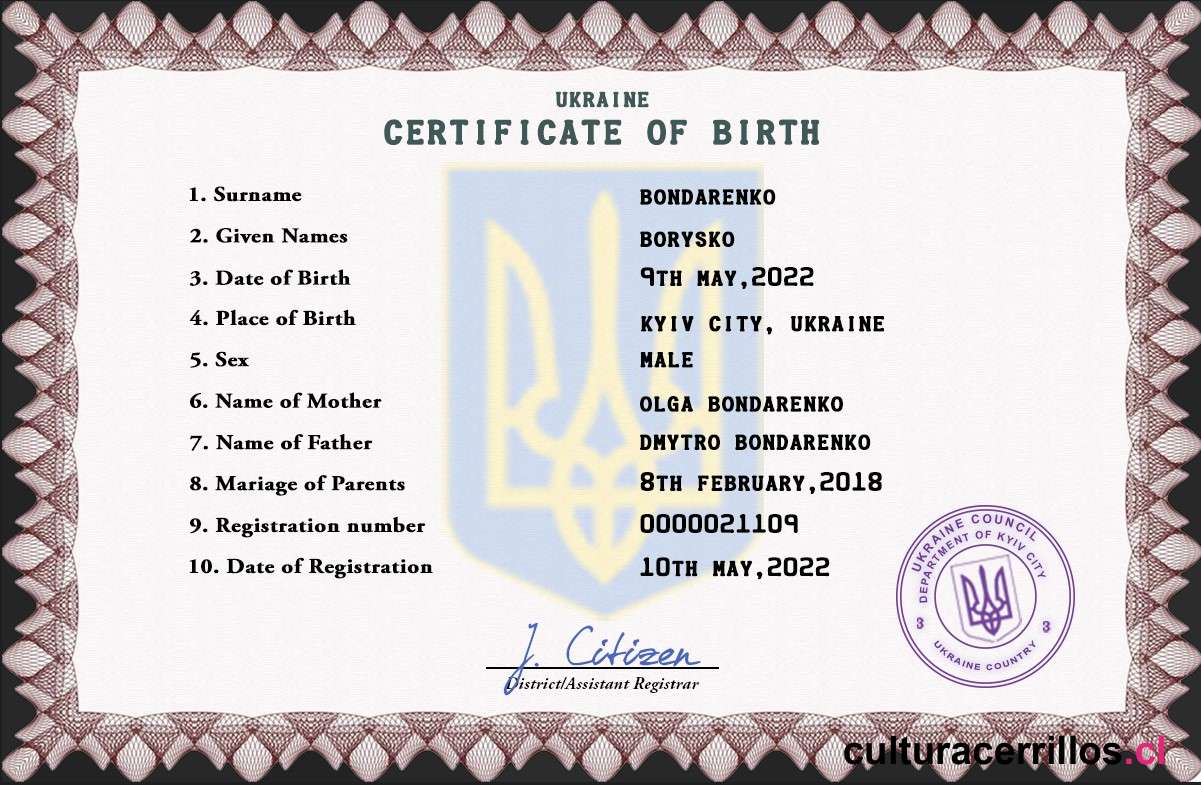 UKRAINE
CERTIFICATE OF BIRTH
1. Surname BONDARENKO
2. Given Names BORYSKO
3. Date of Birth 9TH MAY,2022
4. Place of Birth KYIV CITY, UKRAINE
5. Sex MALE
6. Name of Mother OLGA BONDARENKO
7. Name of Father DMYTRO BONDARENKO
8. Mariage of Parents 8TH FEBRUARY,2018
9. Registration number 0000021109
10. Date of Registration 10TH MAY,2022
UKRAINE COUNCIL
DEPARTMENT OF KYIV CITY
3 3
UKRAINE COUNTRY
J. Citizen
District/Assistant Registrar
culturacerrillos.cl